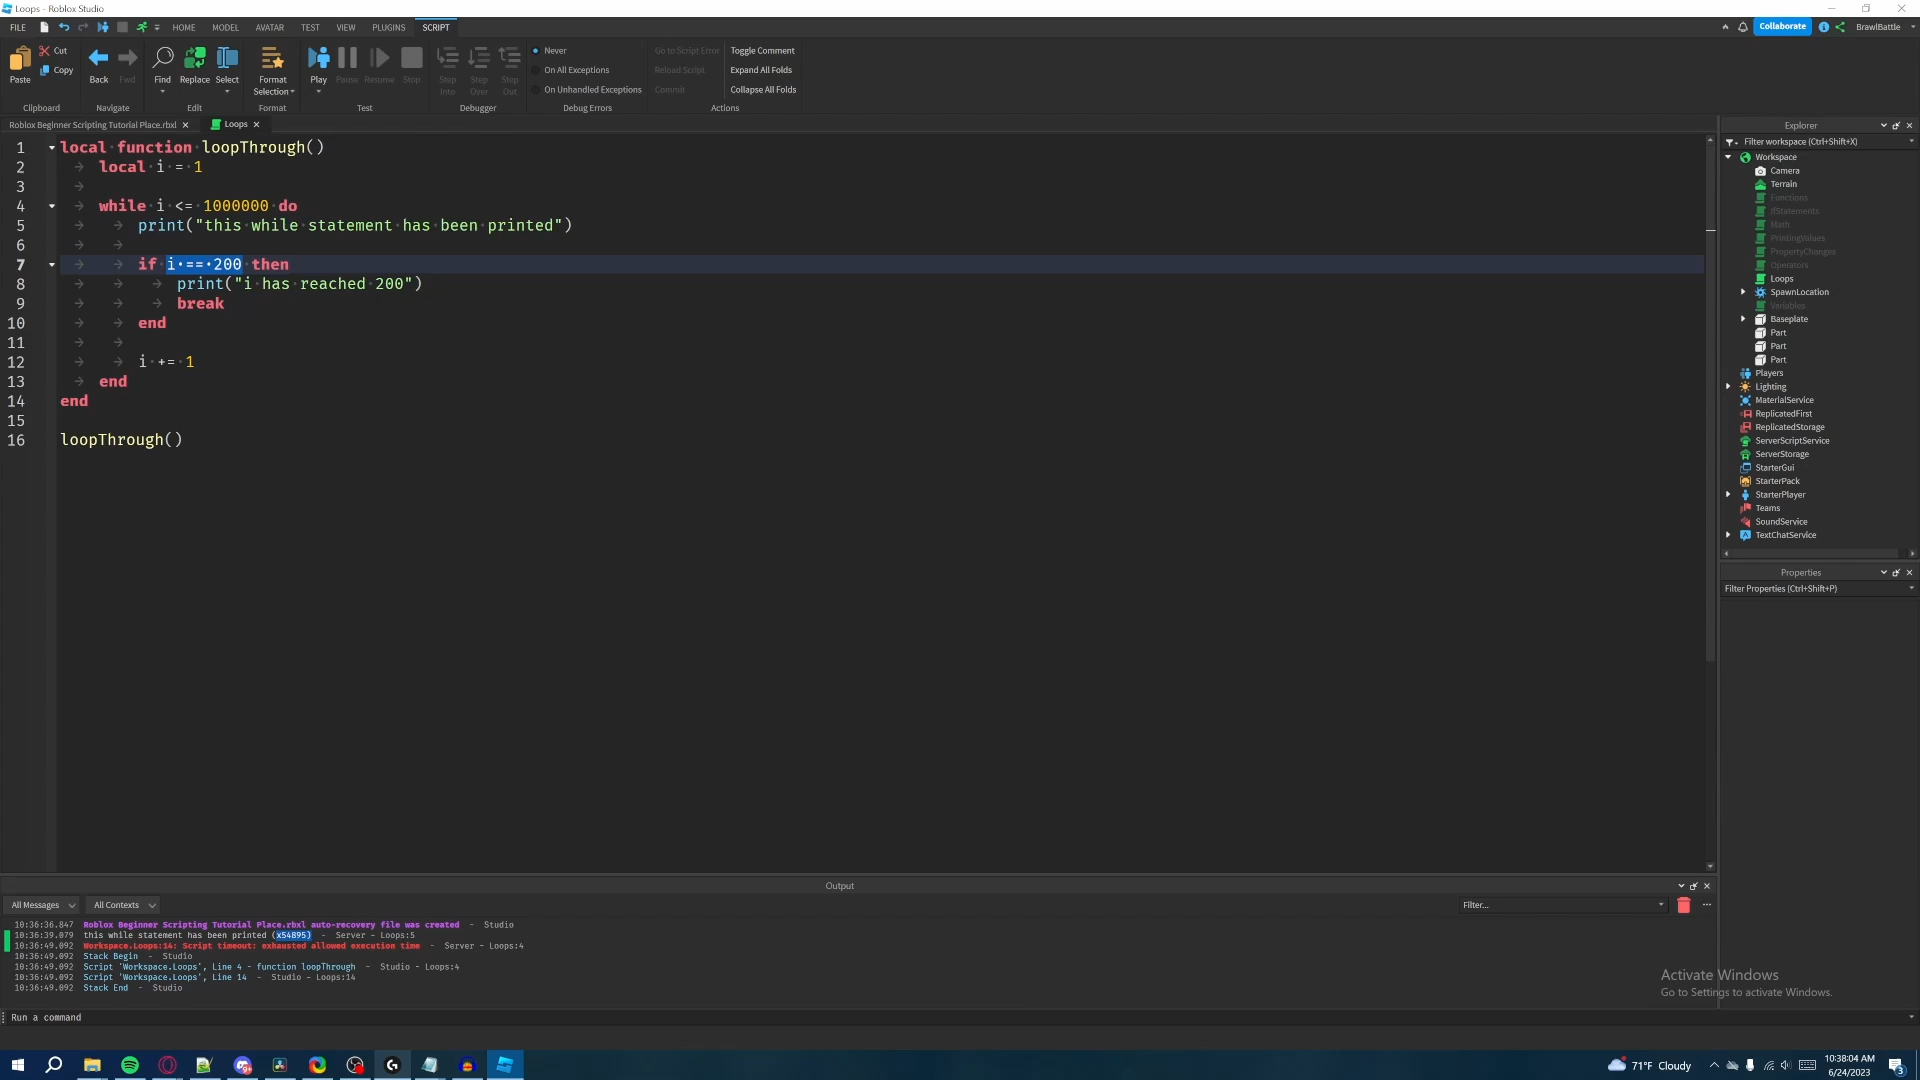 Loops - Roblox Studio
FILE HOME MODEL AVATAR TEST VIEW PLUGINS SCRIPT Collaborate BrawlBattle
Paste Cut Copy Back Fwd Find Replace Select Format Selection Play Pause Resume Stop Step Into Step Over Step Out
Never
On All Exceptions
On Unhandled Exceptions
Go to Script Error
Reload Script
Commit
Toggle Comment
Expand All Folds
Collapse All Folds
Clipboard Navigate Edit Format Test Debugger Debug Errors Actions
Roblox Beginner Scripting Tutorial Place.rbxl Loops
1 local function loopThrough()
2 local i = 1
3
4 while i <= 1000000 do
5 print("this while statement has been printed")
6
7 if i == 200 then
8 print("i has reached 200")
9 break
10 end
11
12 i += 1
13 end
14 end
15
16 loopThrough()
Explorer
Filter workspace (Ctrl+Shift+X)
Workspace
Camera
Terrain
Functions
IfStatements
Math
PrintingValues
PropertyChanges
Operators
Loops
SpawnLocation
Variables
Baseplate
Part
Part
Part
Players
Lighting
MaterialService
ReplicatedFirst
ReplicatedStorage
ServerScriptService
ServerStorage
StarterGui
StarterPack
StarterPlayer
Teams
SoundService
TextChatService
Properties
Filter Properties (Ctrl+Shift+P)
Output
All Messages All Contexts Filter...
10:36:36.847 Roblox Beginner Scripting Tutorial Place.rbxl auto-recovery file was created - Studio
10:36:39.079 this while statement has been printed (x54895) - Server - Loops:5
10:36:49.092 Workspace.Loops:14: Script timeout: exhausted allowed execution time - Server - Loops:4
10:36:49.092 Stack Begin - Studio
10:36:49.092 Script 'Workspace.Loops', Line 4 - function loopThrough - Studio - Loops:4
10:36:49.092 Script 'Workspace.Loops', Line 14 - Studio - Loops:14
10:36:49.092 Stack End - Studio
Activate Windows
Go to Settings to activate Windows.
Run a command
71°F Cloudy
10:38:04 AM
6/24/2023
3